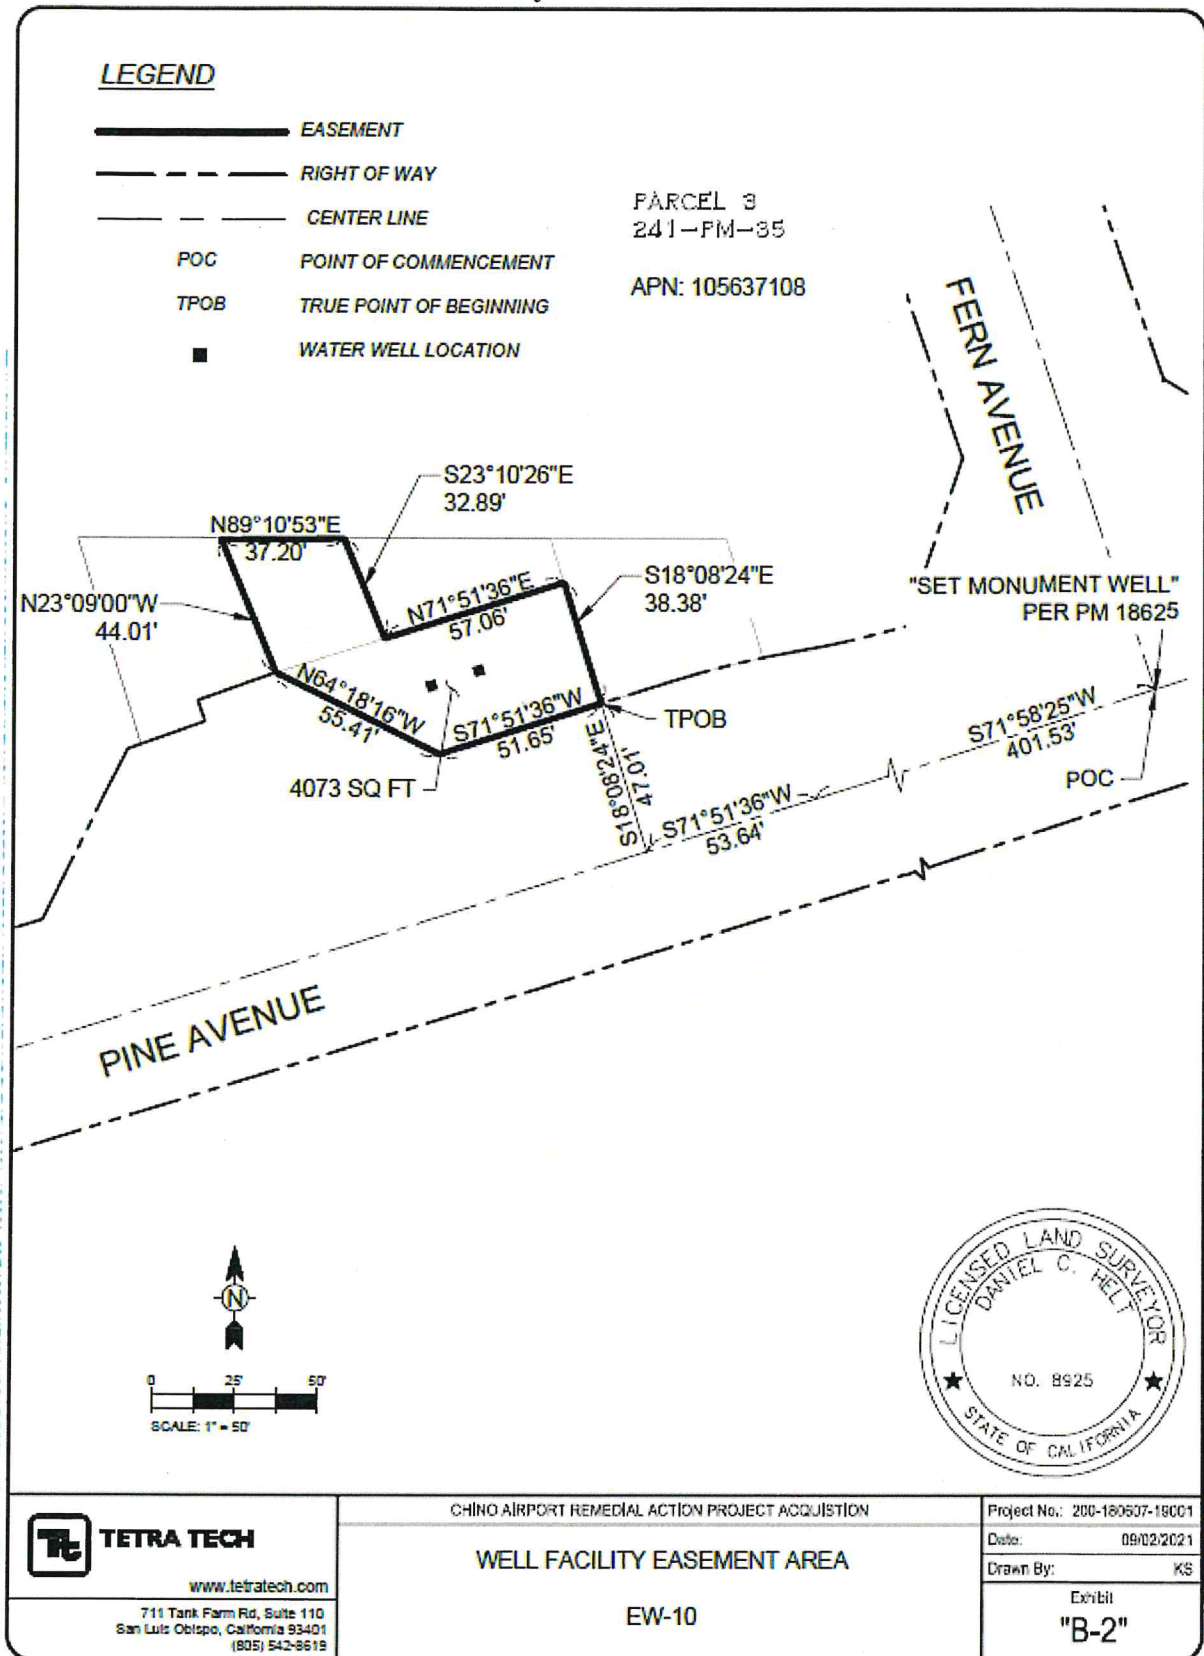 LEGEND
EASEMENT
RIGHT OF WAY
CENTER LINE
POC POINT OF COMMENCEMENT
TPOB TRUE POINT OF BEGINNING
WATER WELL LOCATION
PARCEL 3
241-PM-35
APN: 105637108
FERN AVENUE
S23°10'26"E
32.89'
N89°10'53"E
37.20'
N23°09'00"W
44.01'
N71°51'36"E
57.06'
S18°08'24"E
38.38'
"SET MONUMENT WELL"
PER PM 18625
N64°18'16"W
55.41'
S71°51'36"W
51.65'
TPOB
4073 SQ FT
S18°08'24"E
47.01'
S71°51'36"W
53.64'
S71°58'25"W
401.53'
POC
PINE AVENUE
N
0 25' 50'
SCALE: 1" = 50'
LICENSED LAND SURVEYOR
DANIEL C. HELT
NO. 8925
STATE OF CALIFORNIA
Tt TETRA TECH
www.tetratech.com
711 Tank Farm Rd, Suite 110
San Luis Obispo, California 93401
(805) 542-8619
CHINO AIRPORT REMEDIAL ACTION PROJECT ACQUISTION
WELL FACILITY EASEMENT AREA
EW-10
Project No.: 200-180607-19001
Date: 09/02/2021
Drawn By: KS
Exhibit
"B-2"